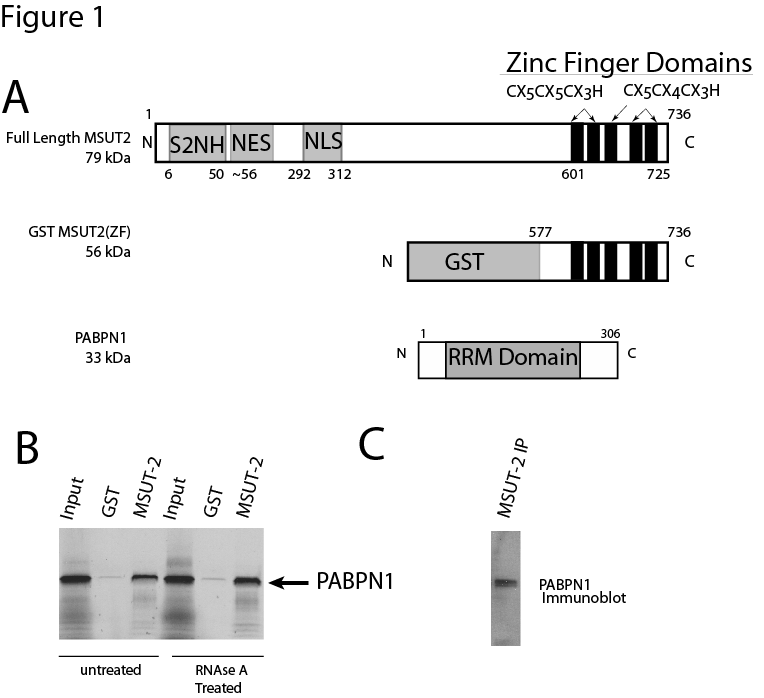 Figure 1
Zinc Finger Domains
CX5CX5CX3H CX5CX4CX3H
A
1 736
Full Length MSUT2
79 kDa
N S2NH NES NLS C
6 50 ~56 292 312 601 725
GST MSUT2(ZF)
56 kDa
577 736
N GST C
PABPN1
33 kDa
1 306
N RRM Domain C
B
Input GST MSUT-2 Input GST MSUT-2
PABPN1
untreated
RNAse A
Treated
C
MSUT-2 IP
PABPN1
Immunoblot